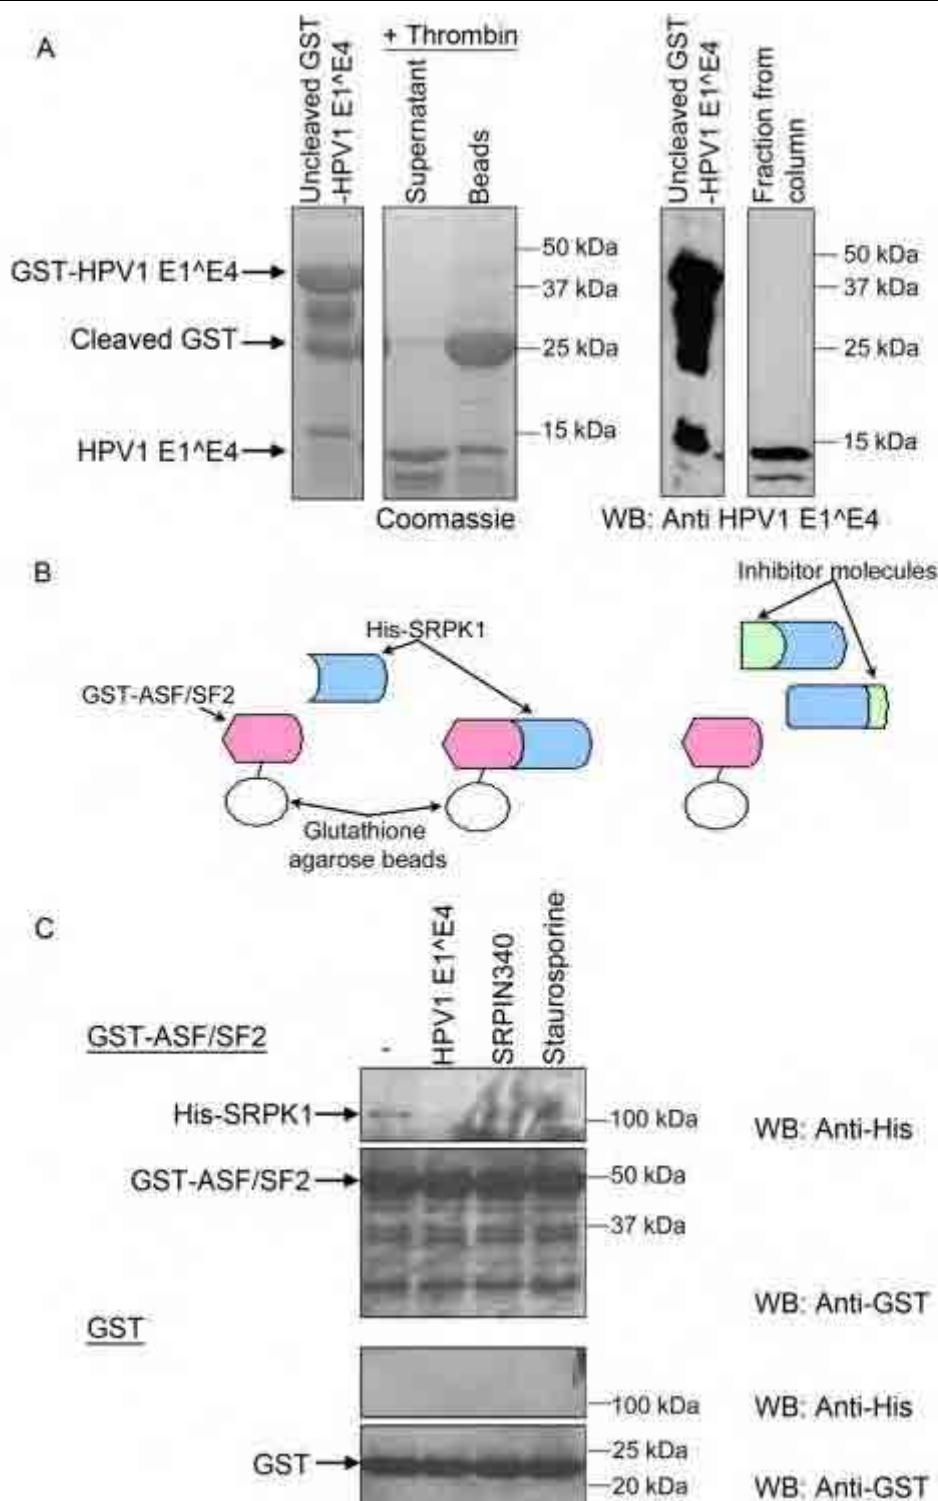 A
+ Thrombin
Uncleaved GST
-HPV1 E1^E4
Supernatant
Beads
Uncleaved GST
-HPV1 E1^E4
Fraction from
column
GST-HPV1 E1^E4
Cleaved GST
HPV1 E1^E4
50 kDa
37 kDa
25 kDa
15 kDa
50 kDa
37 kDa
25 kDa
15 kDa
Coomassie
WB: Anti HPV1 E1^E4
B
Inhibitor molecules
His-SRPK1
GST-ASF/SF2
Glutathione
agarose beads
C
-
HPV1 E1^E4
SRPIN340
Staurosporine
GST-ASF/SF2
His-SRPK1
100 kDa
WB: Anti-His
GST-ASF/SF2
50 kDa
37 kDa
WB: Anti-GST
GST
100 kDa
WB: Anti-His
GST
25 kDa
20 kDa
WB: Anti-GST